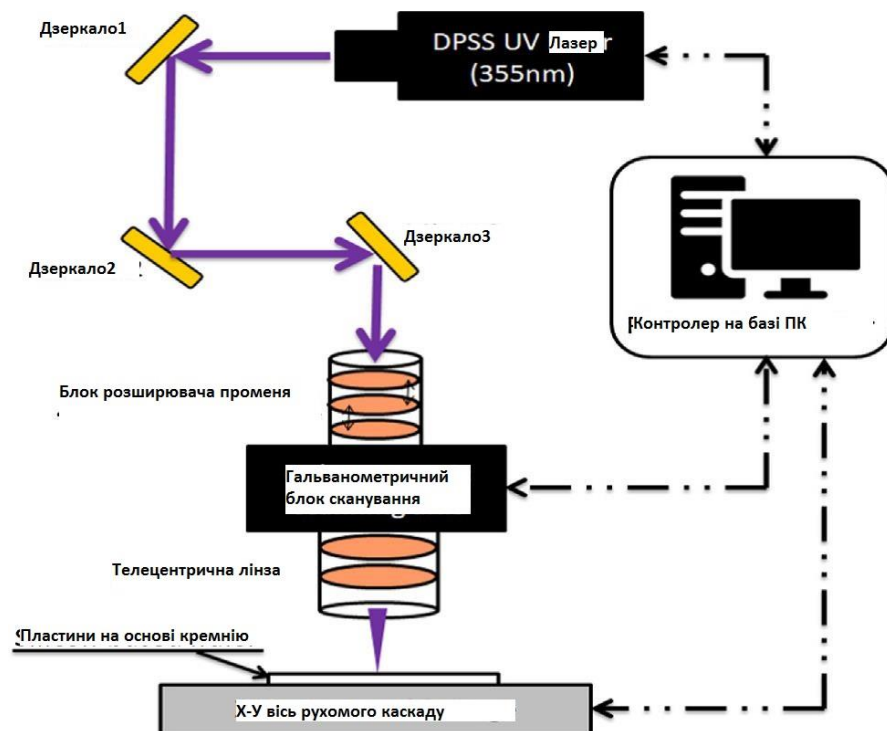 Дзеркало1
DPSS UV Лазер
(355nm)
Дзеркало2
Дзеркало3
Контролер на базі ПК
Блок розширювача променя
Гальванометричний
блок сканування
Телецентрична лінза
Пластини на основі кремнію
Х-У вісь рухомого каскаду